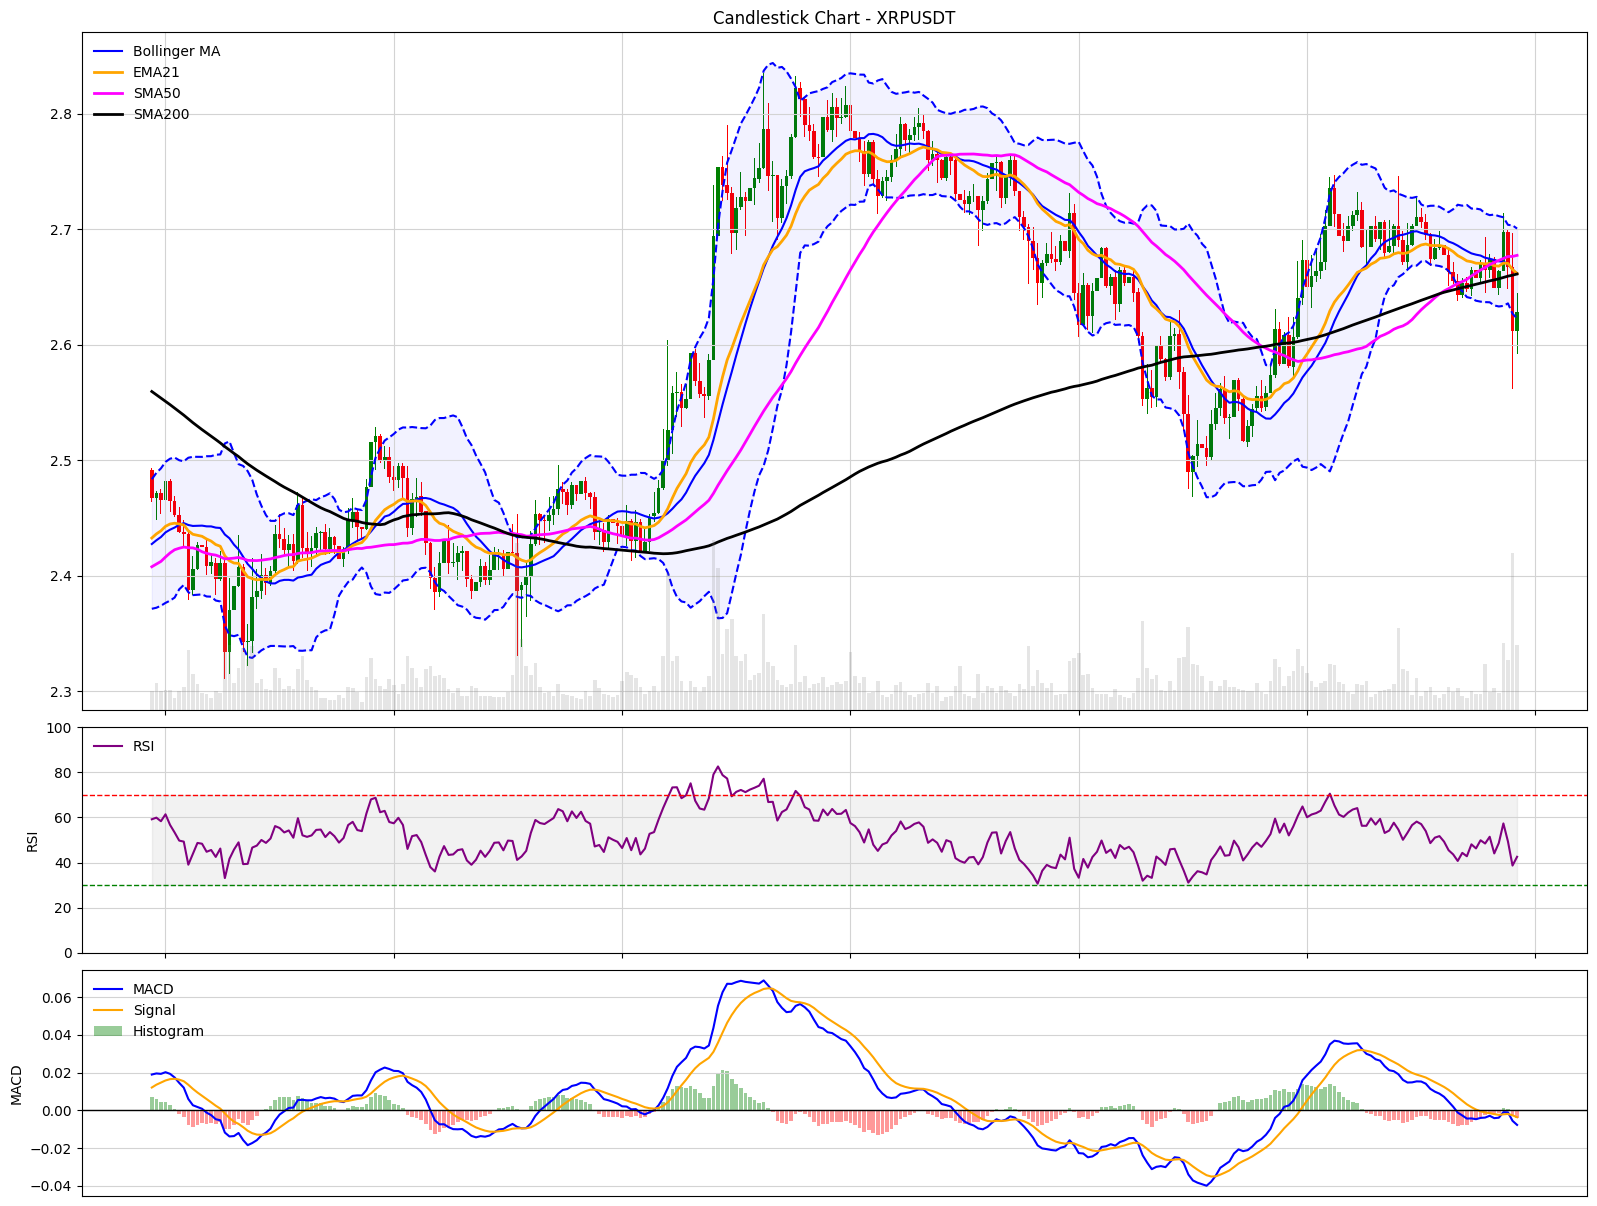 Candlestick Chart - XRPUSDT
Bollinger MA
EMA21
SMA50
SMA200
2.8
2.7
2.6
2.5
2.4
2.3
RSI
100
80
60
40
20
0
RSI
MACD
Signal
Histogram
0.06
0.04
0.02
0.00
−0.02
−0.04
MACD